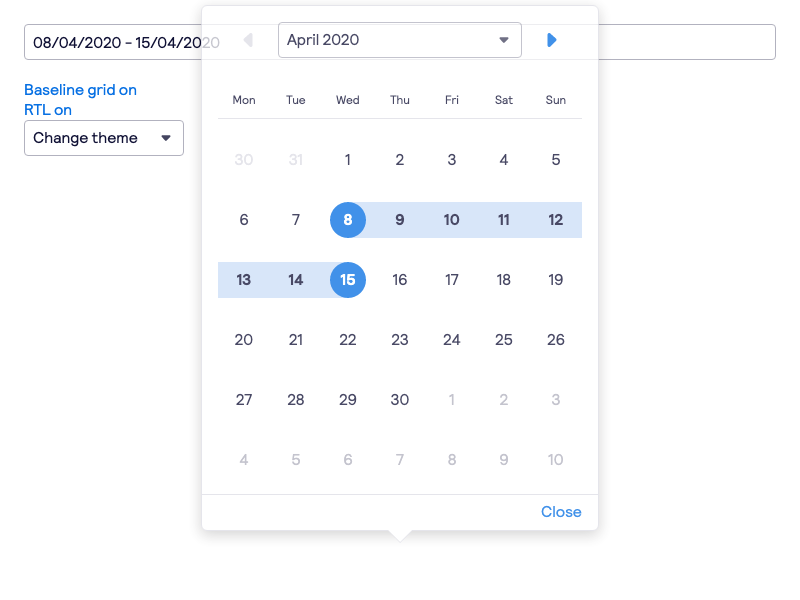 08/04/2020 - 15/04/2020
April 2020
Baseline grid on
RTL on
Change theme
Mon Tue Wed Thu Fri Sat Sun
30 31 1 2 3 4 5
6 7 8 9 10 11 12
13 14 15 16 17 18 19
20 21 22 23 24 25 26
27 28 29 30 1 2 3
4 5 6 7 8 9 10
Close